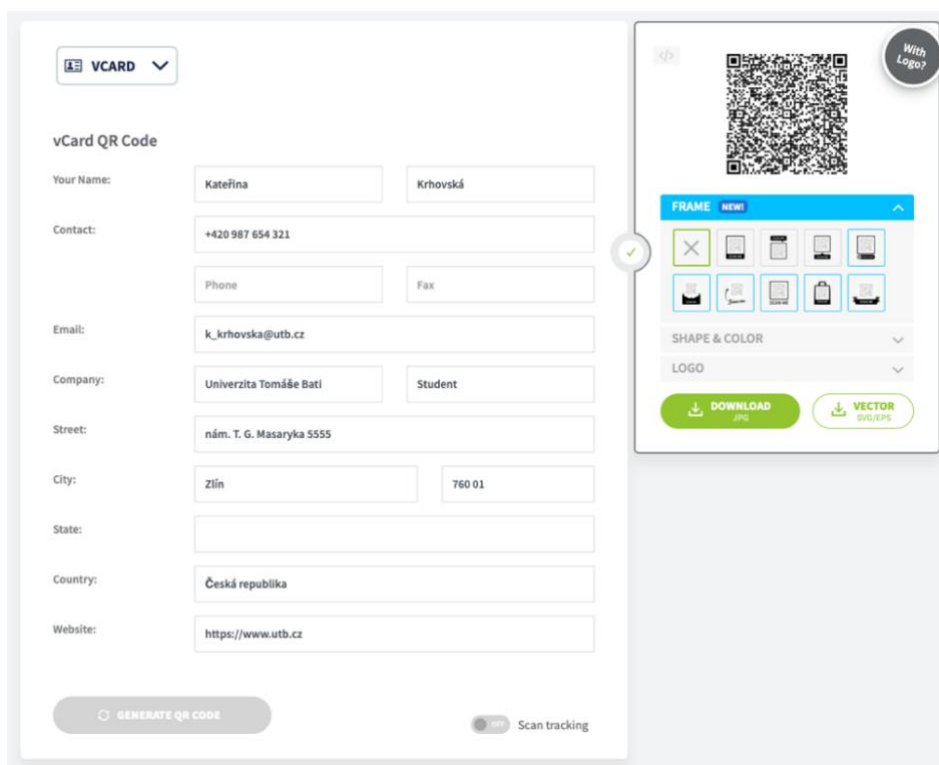 VCARD
vCard QR Code
Your Name:
Kateřina
Krhovská
Contact:
+420 987 654 321
Phone
Fax
Email:
k_krhovska@utb.cz
Company:
Univerzita Tomáše Bati
Student
Street:
nám. T. G. Masaryka 5555
City:
Zlín
760 01
State:
Country:
Česká republika
Website:
https://www.utb.cz
GENERATE QR CODE
OFF
Scan tracking
</>
With
Logo?
FRAME NEW!
SCAN ME
SHAPE & COLOR
LOGO
DOWNLOAD
JPG
VECTOR
SVG/EPS